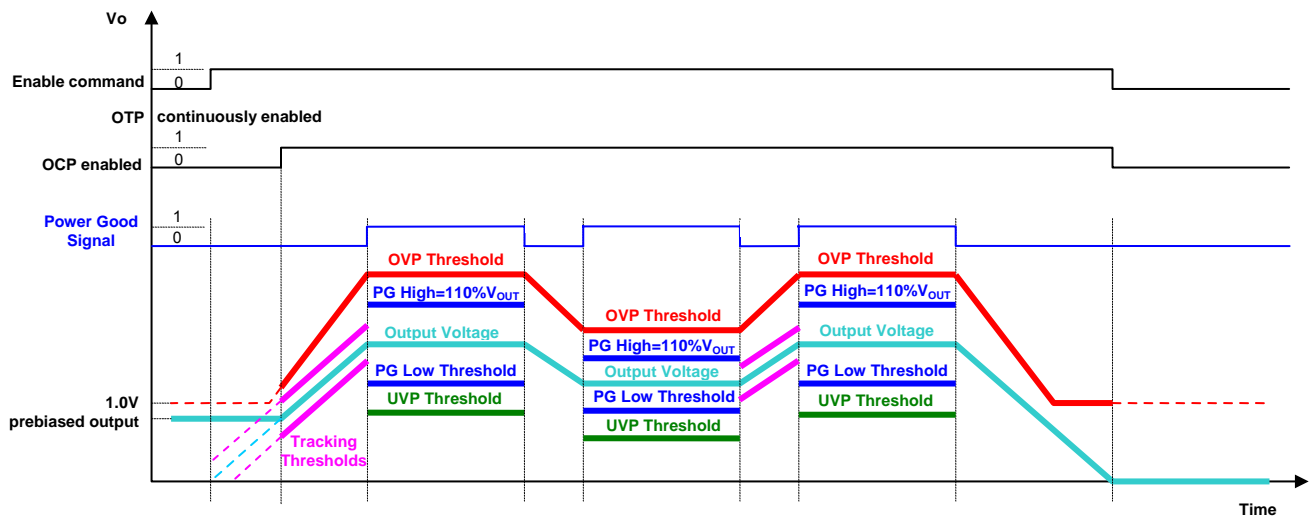 Vo
1
Enable command
0
OTP continuously enabled
1
OCP enabled
0
Power Good
Signal
1
0
OVP Threshold
OVP Threshold
PG High=110%VOUT
PG High=110%VOUT
OVP Threshold
Output Voltage
Output Voltage
PG High=110%VOUT
PG Low Threshold
Output Voltage
PG Low Threshold
UVP Threshold
PG Low Threshold
UVP Threshold
UVP Threshold
1.0V
prebiased output
Tracking
Thresholds
Time